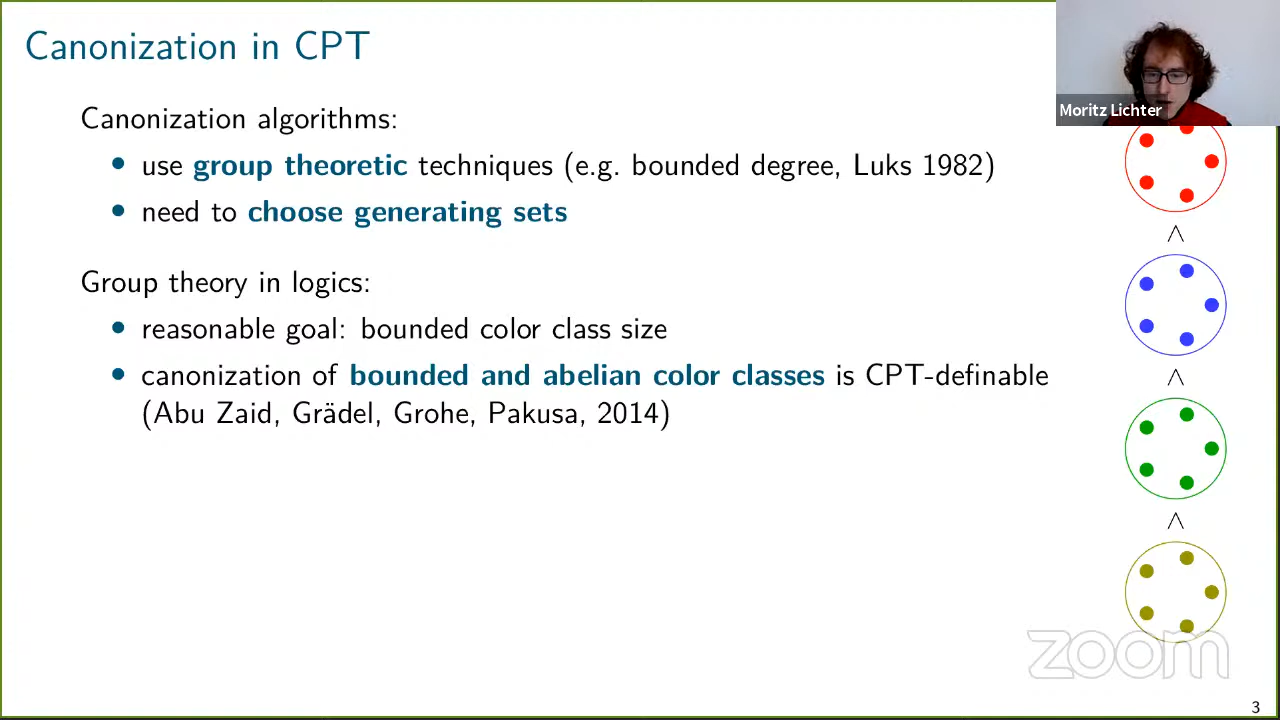 Canonization in CPT
Moritz Lichter
Canonization algorithms:
• use group theoretic techniques (e.g. bounded degree, Luks 1982)
• need to choose generating sets
Group theory in logics:
• reasonable goal: bounded color class size
• canonization of bounded and abelian color classes is CPT-definable
(Abu Zaid, Grädel, Grohe, Pakusa, 2014)
∧
∧
∧
zoom
3